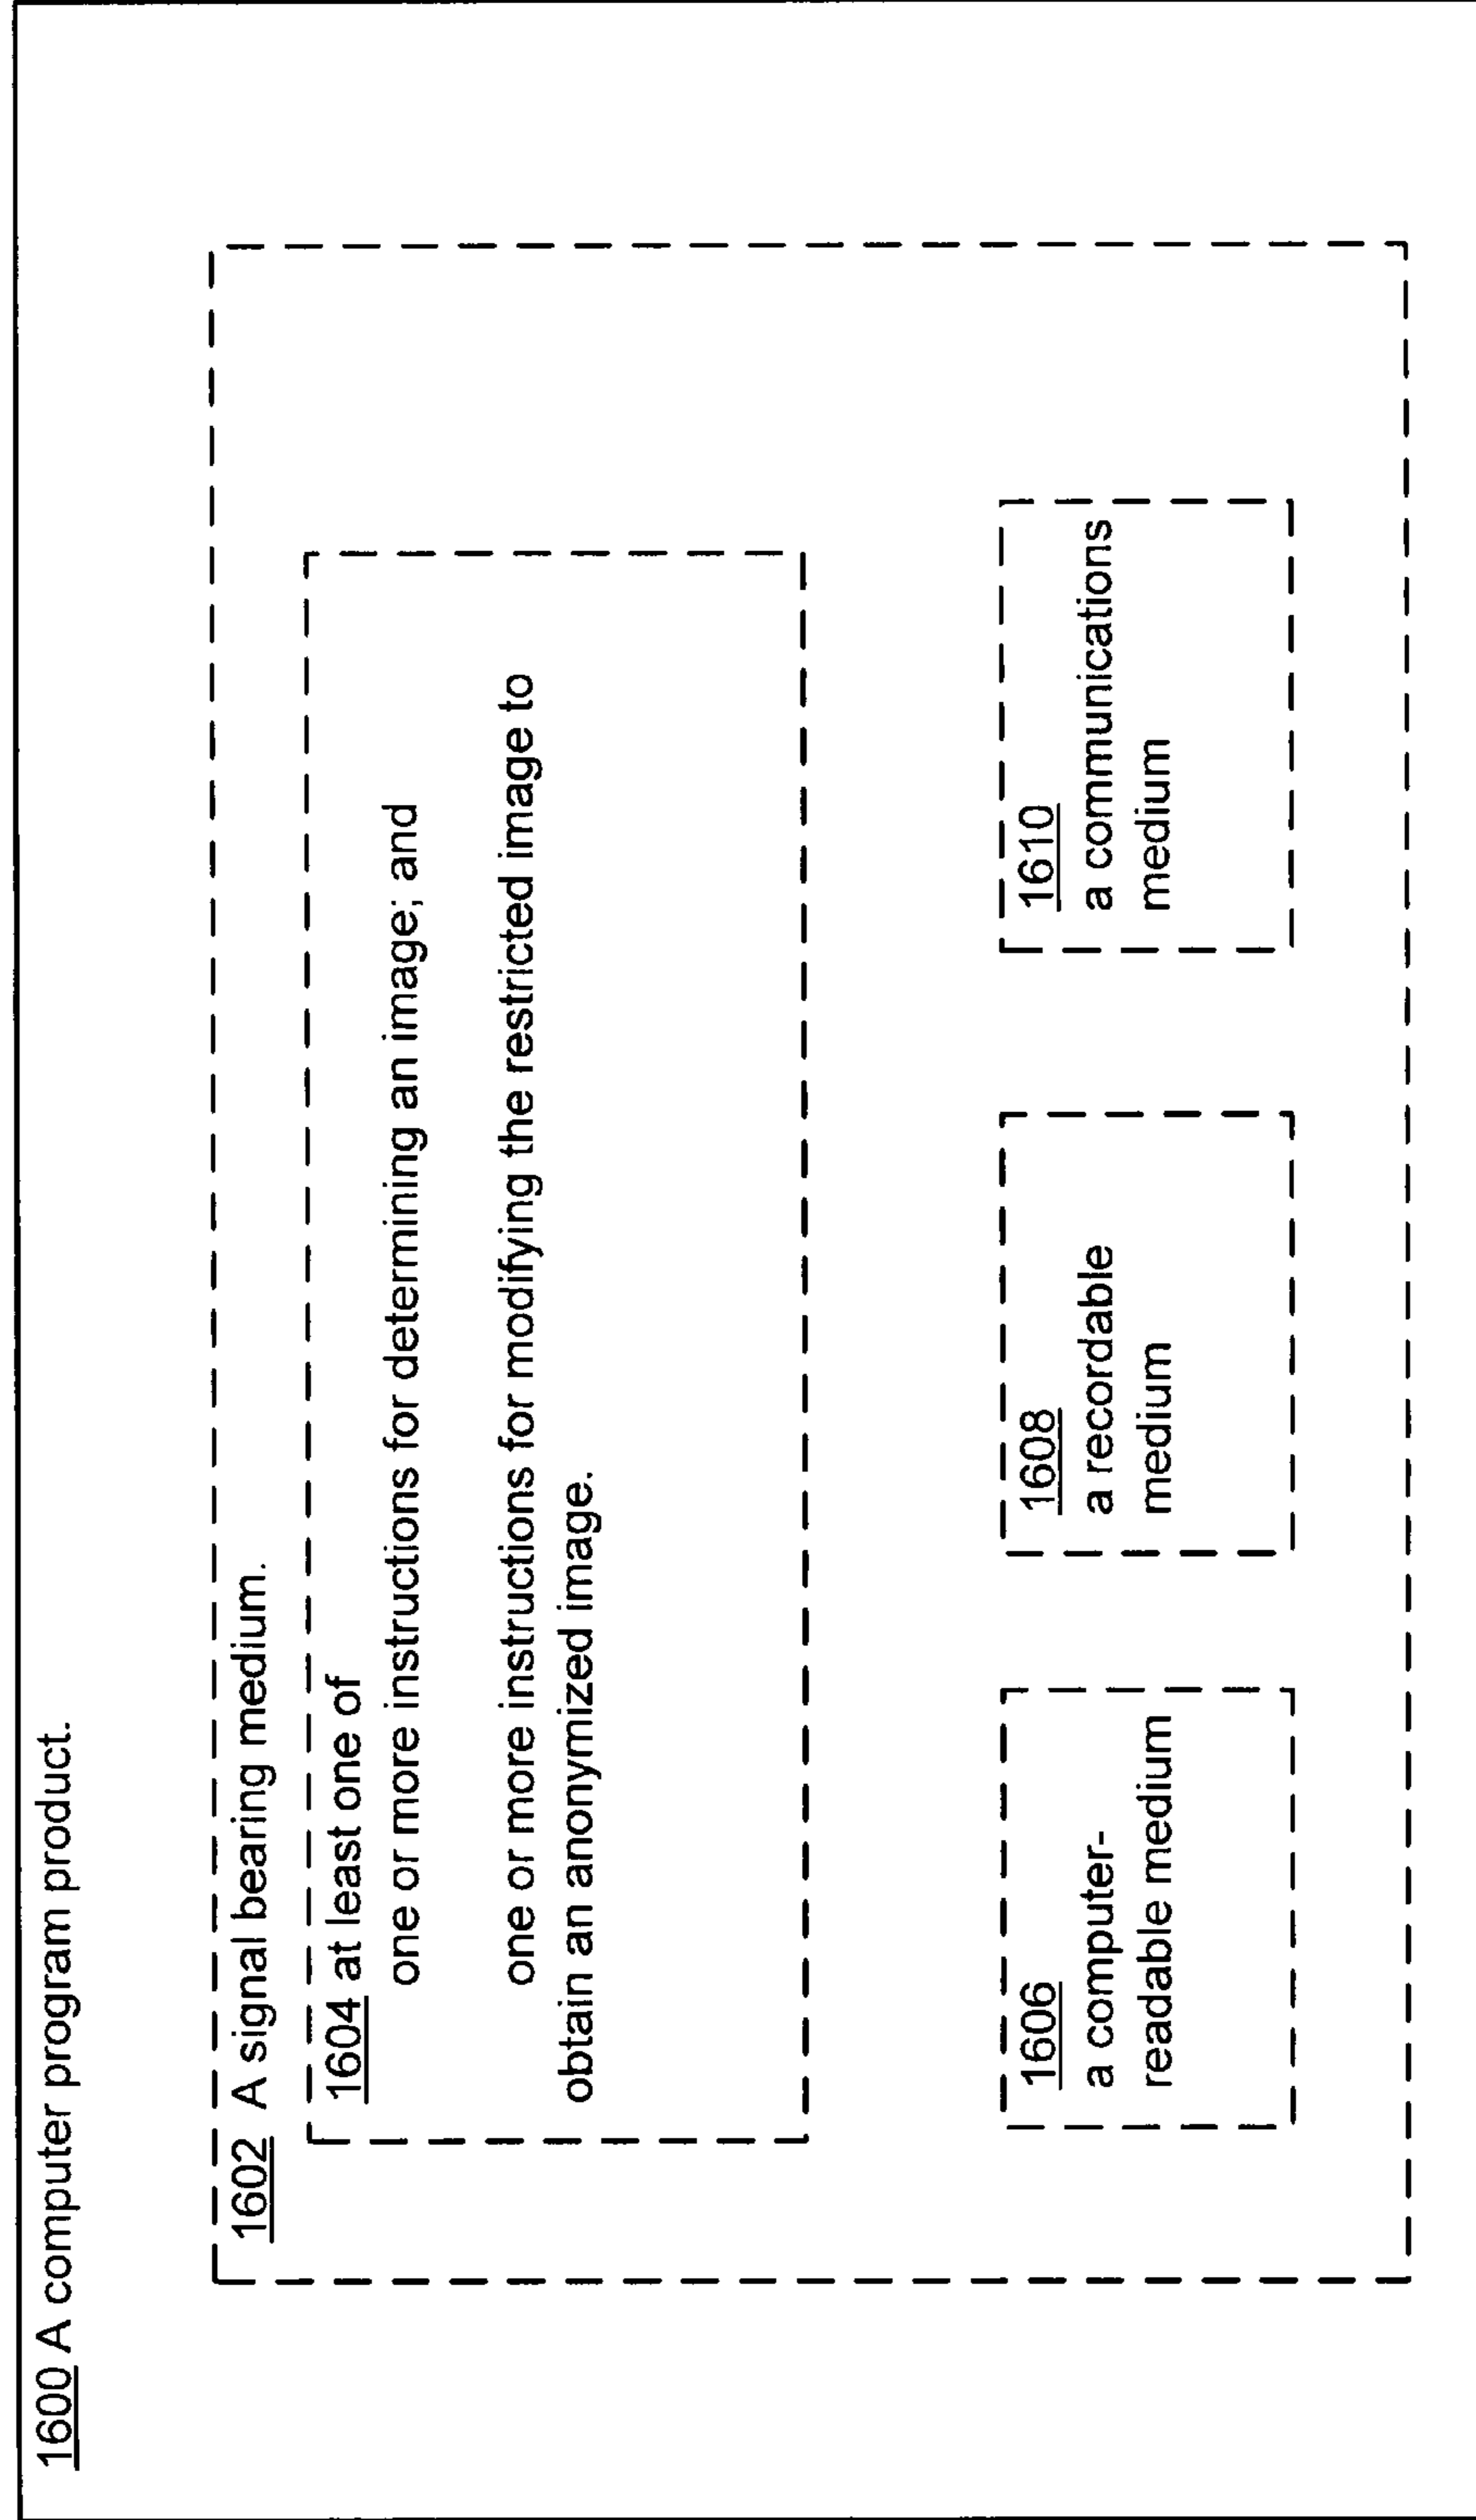 1600 A computer program product.
1602 A signal bearing medium.
1604 at least one of
one or more instructions for determining an image; and
one or more instructions for modifying the restricted image to
obtain an anonymized image.
1606
a computer-
readable medium
1608
a recordable
medium
1610
a communications
medium